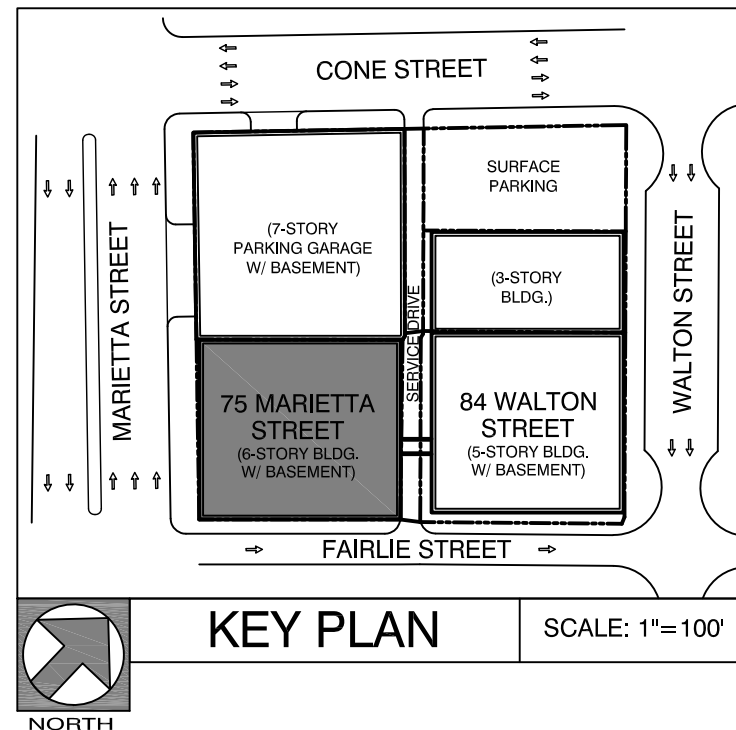 CONE STREET
SURFACE
PARKING
(7-STORY
PARKING GARAGE
W/ BASEMENT)
(3-STORY
BLDG.)
MARIETTA STREET
SERVICE DRIVE
WALTON STREET
75 MARIETTA
STREET
(6-STORY BLDG.
W/ BASEMENT)
84 WALTON
STREET
(5-STORY BLDG.
W/ BASEMENT)
FAIRLIE STREET
KEY PLAN
SCALE: 1"=100'
NORTH